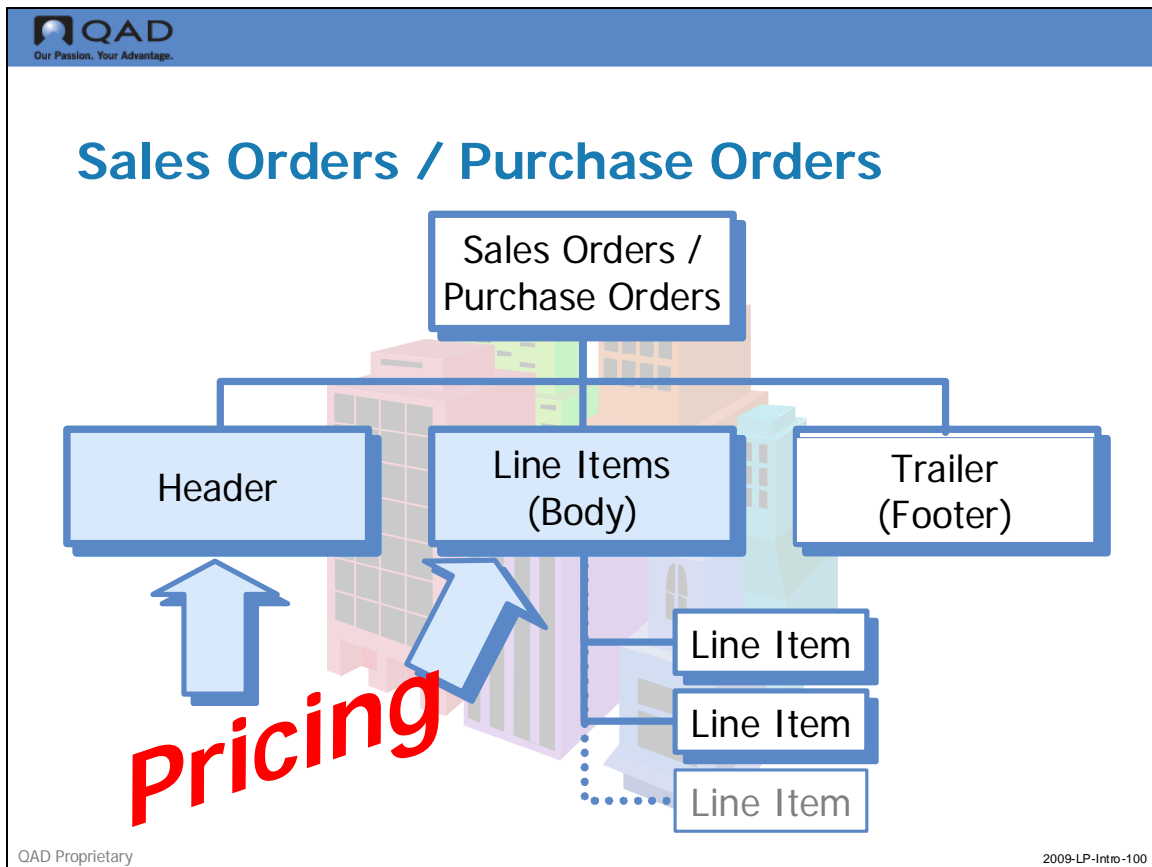 QAD
Our Passion. Your Advantage.
Sales Orders / Purchase Orders
Sales Orders /
Purchase Orders
Header
Line Items
(Body)
Trailer
(Footer)
Pricing
Line Item
Line Item
Line Item
QAD Proprietary
2009-LP-Intro-100